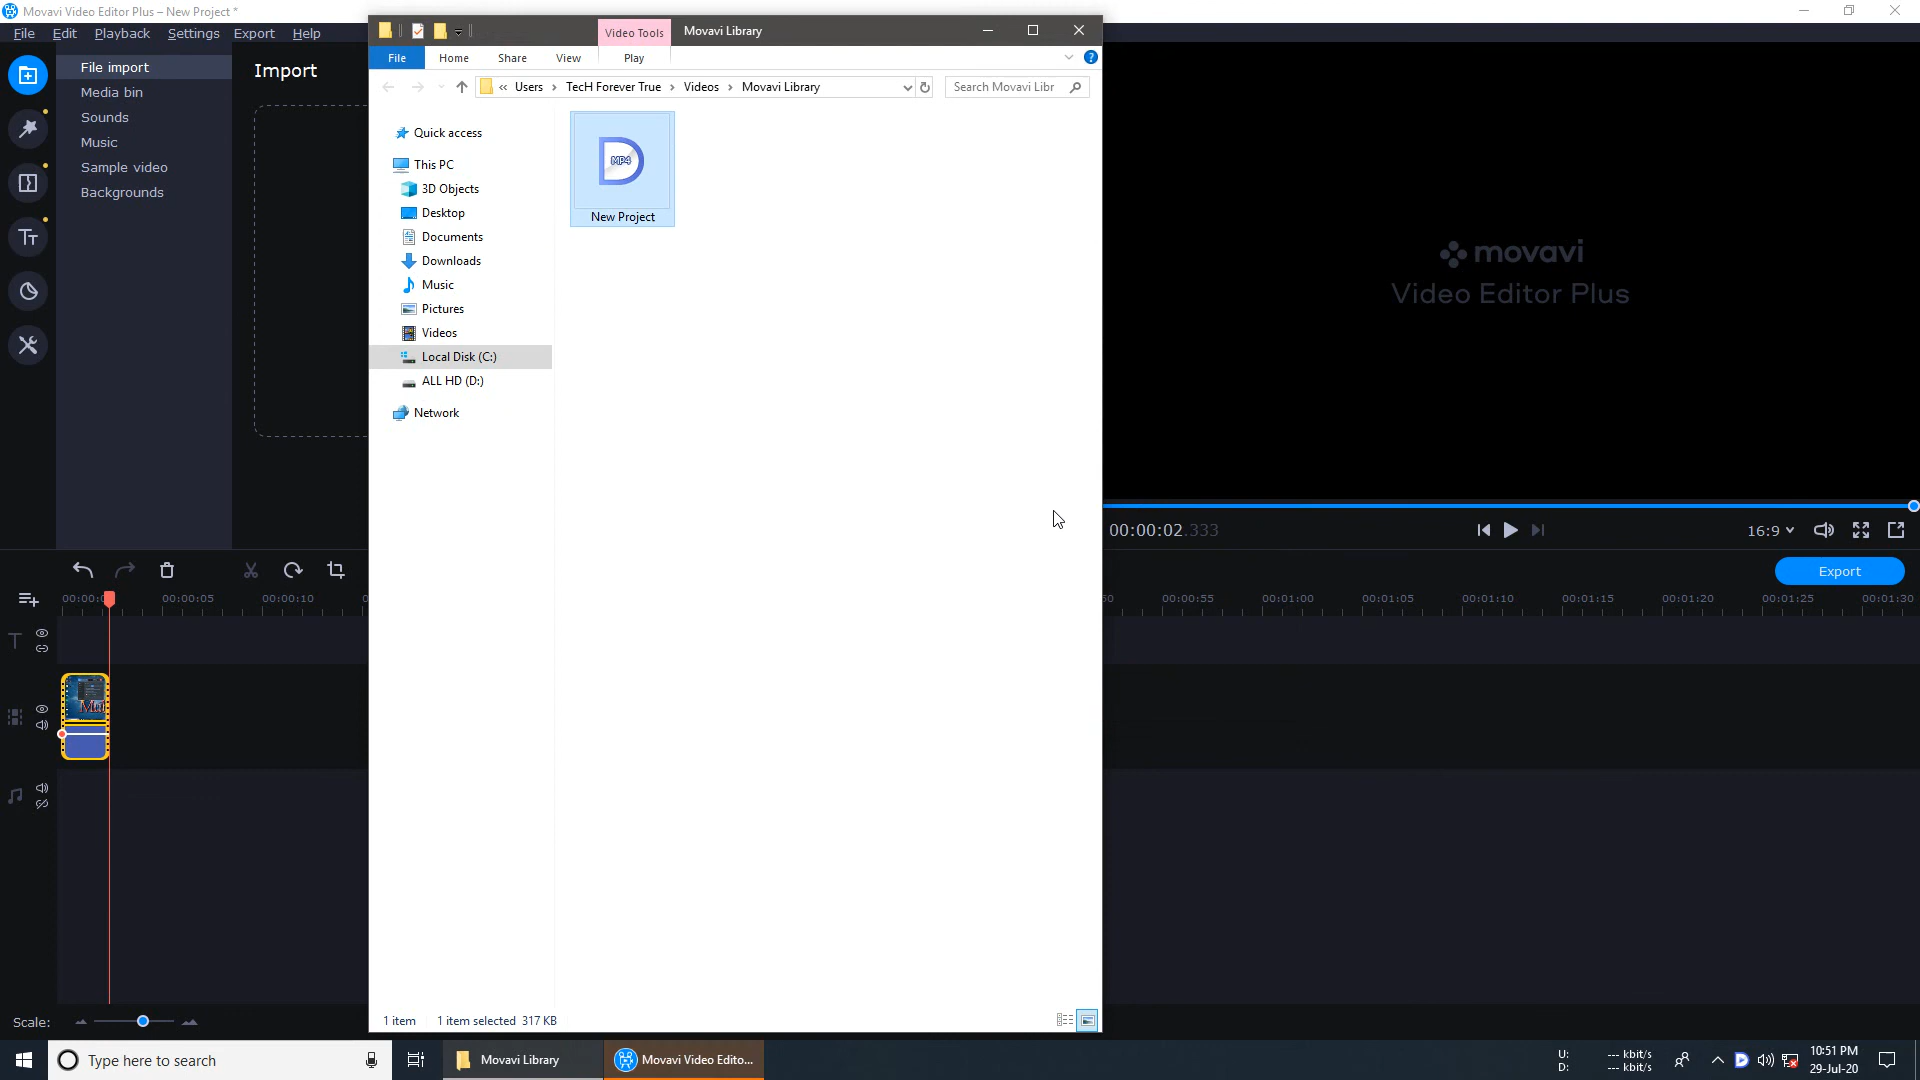 Movavi Video Editor Plus – New Project *
File Edit Playback Settings Export Help
File import
Media bin
Sounds
Music
Sample video
Backgrounds
Import
Video Tools
Movavi Library
File Home Share View Play
« Users > TecH Forever True > Videos > Movavi Library
Search Movavi Libr
Quick access
This PC
3D Objects
Desktop
Documents
Downloads
Music
Pictures
Videos
Local Disk (C:)
ALL HD (D:)
Network
MP4
New Project
1 item 1 item selected 317 KB
movavi
Video Editor Plus
00:00:02.333
16:9
Export
00:00:05 00:00:10
00:00:55 00:01:00 00:01:05 00:01:10 00:01:15 00:01:20 00:01:25 00:01:30
Scale:
Type here to search
Movavi Library
Movavi Video Edito...
U: --- kbit/s
D: --- kbit/s
10:51 PM
29-Jul-20